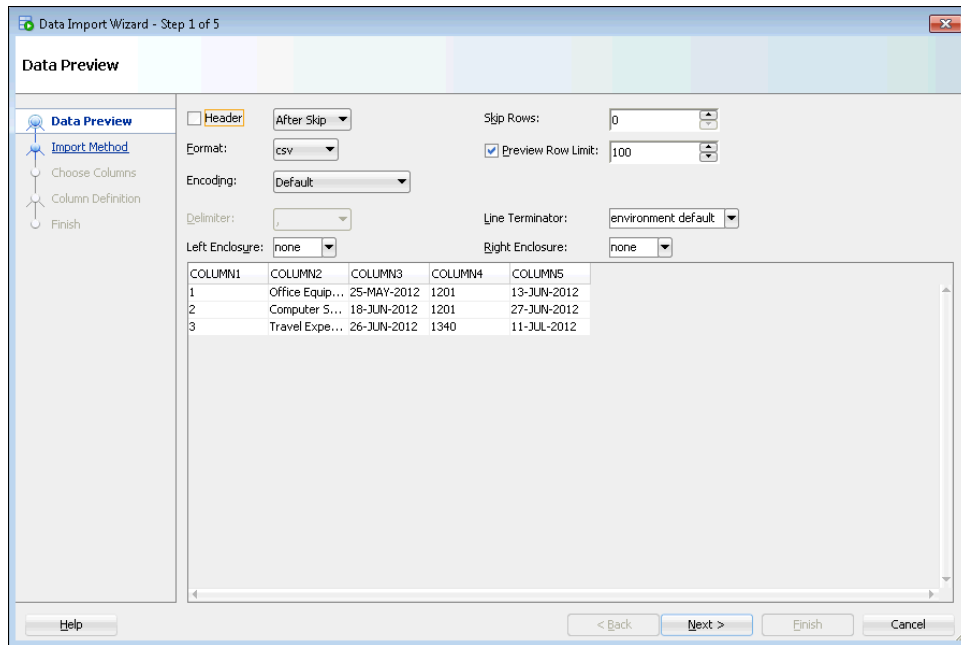 Data Import Wizard - Step 1 of 5
Data Preview
Data Preview
Import Method
Choose Columns
Column Definition
Finish
Header After Skip Skip Rows: 0
Format: csv Preview Row Limit: 100
Encoding: Default
Delimiter: , Line Terminator: environment default
Left Enclosure: none Right Enclosure: none
COLUMN1 COLUMN2 COLUMN3 COLUMN4 COLUMN5
1 Office Equip... 25-MAY-2012 1201 13-JUN-2012
2 Computer S... 18-JUN-2012 1201 27-JUN-2012
3 Travel Expe... 26-JUN-2012 1340 11-JUL-2012
Help < Back Next > Finish Cancel